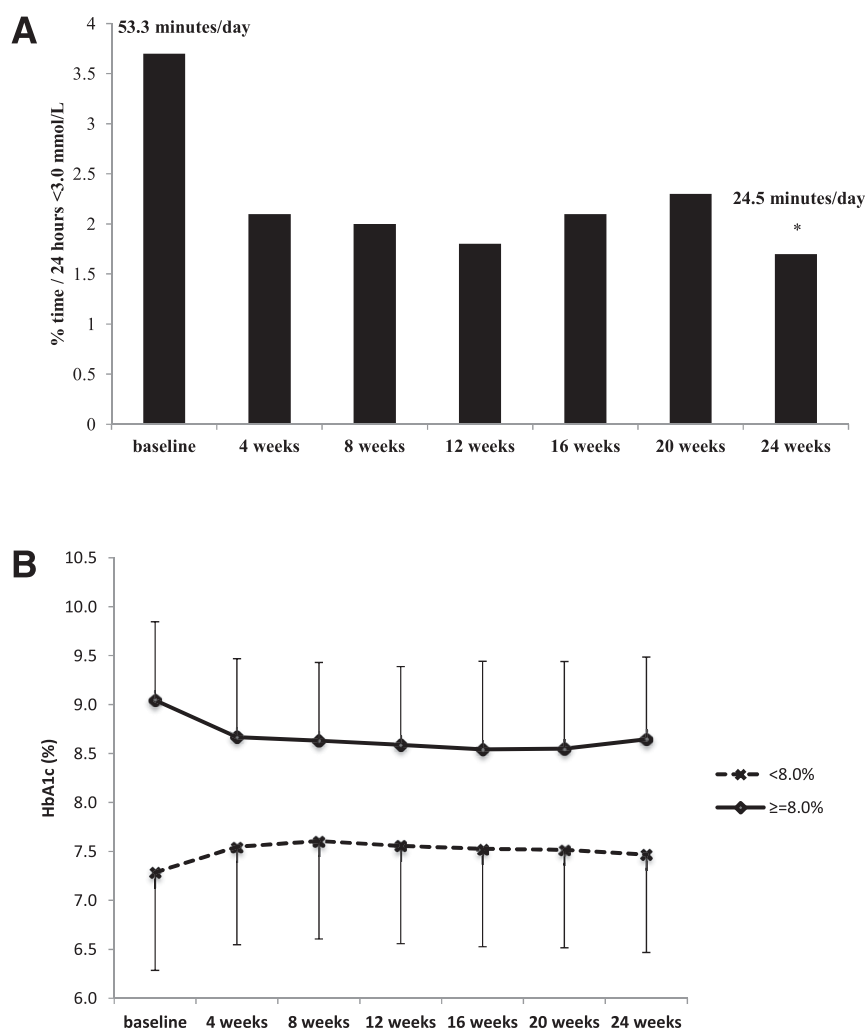 A
53.3 minutes/day
24.5 minutes/day
*
% time / 24 hours <3.0 mmol/L
4
3.5
3
2.5
2
1.5
1
0.5
0
baseline 4 weeks 8 weeks 12 weeks 16 weeks 20 weeks 24 weeks
B
HbA1c (%)
10.5
10.0
9.5
9.0
8.5
8.0
7.5
7.0
6.5
6.0
baseline 4 weeks 8 weeks 12 weeks 16 weeks 20 weeks 24 weeks
<8.0%
≥=8.0%